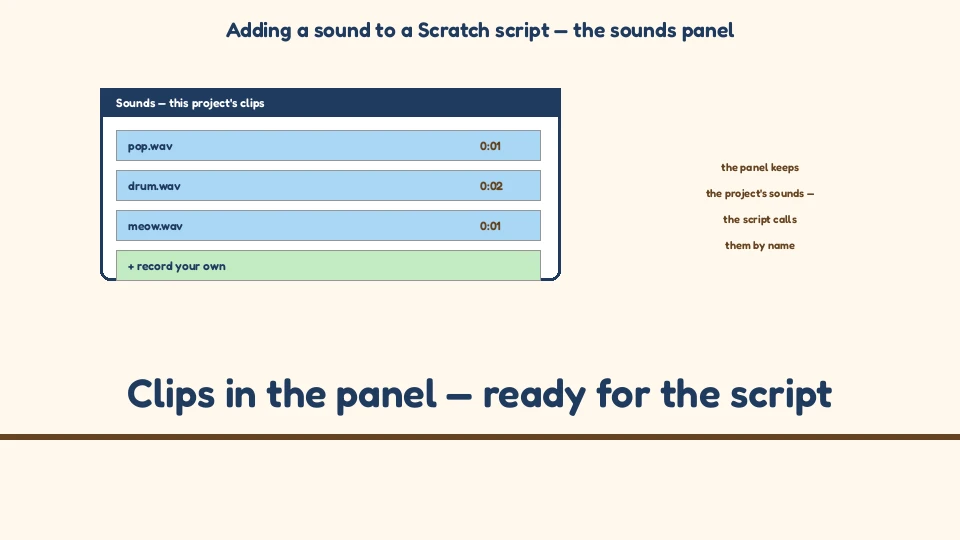 Adding a sound to a Scratch script — the sounds panel
Sounds — this project's clips
pop.wav 0:01
drum.wav 0:02
meow.wav 0:01
+ record your own
the panel keeps
the project's sounds —
the script calls
them by name
Clips in the panel — ready for the script